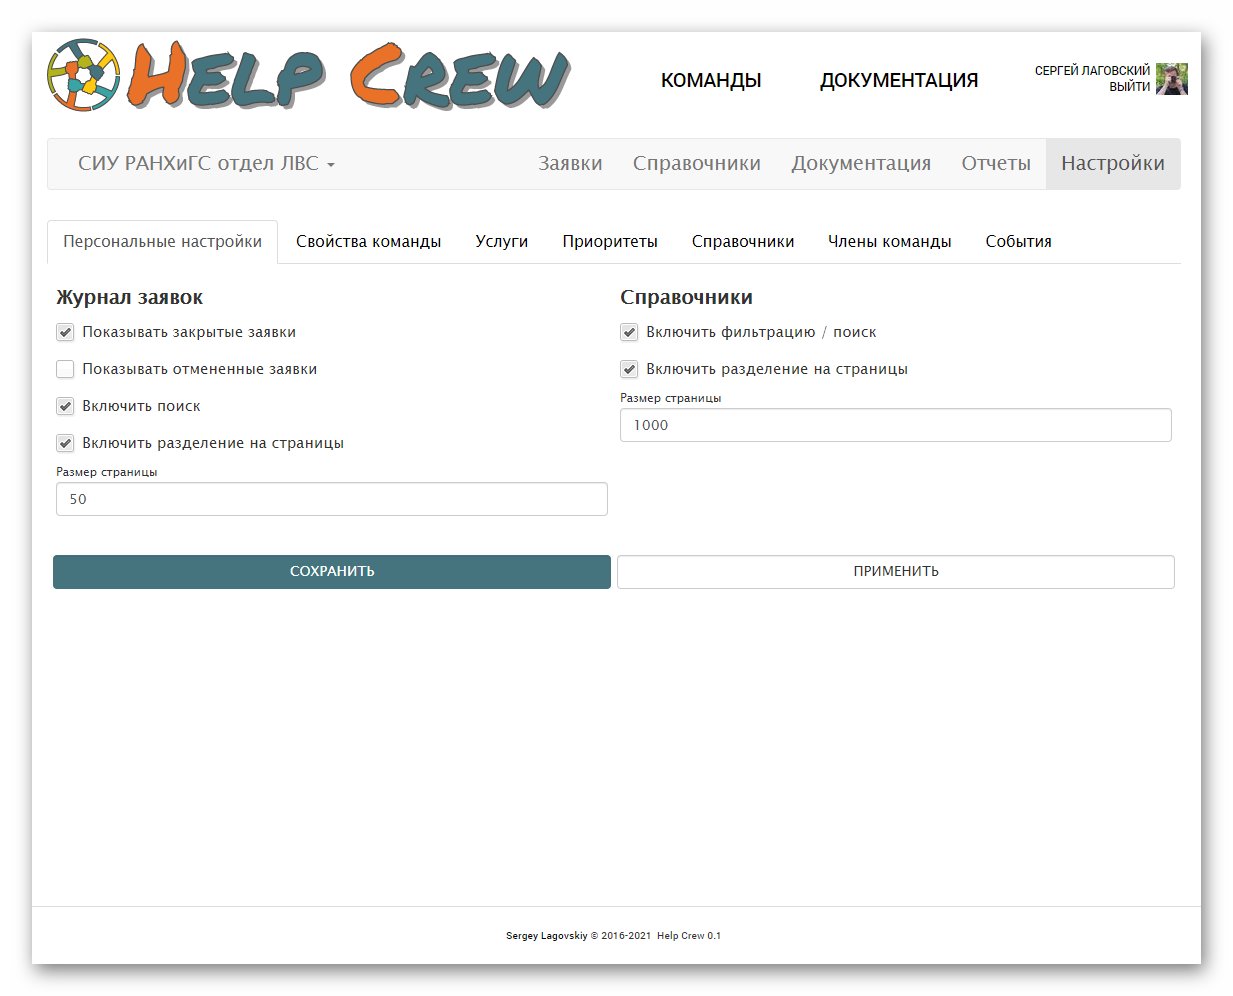 Help Crew
КОМАНДЫ
ДОКУМЕНТАЦИЯ
СЕРГЕЙ ЛАГОВСКИЙ
ВЫЙТИ
СИУ РАНХиГС отдел ЛВС
Заявки
Справочники
Документация
Отчеты
Настройки
Персональные настройки
Свойства команды
Услуги
Приоритеты
Справочники
Члены команды
События
Журнал заявок
Показывать закрытые заявки
Показывать отмененные заявки
Включить поиск
Включить разделение на страницы
Размер страницы
50
Справочники
Включить фильтрацию / поиск
Включить разделение на страницы
Размер страницы
1000
СОХРАНИТЬ
ПРИМЕНИТЬ
Sergey Lagovskiy © 2016-2021 Help Crew 0.1